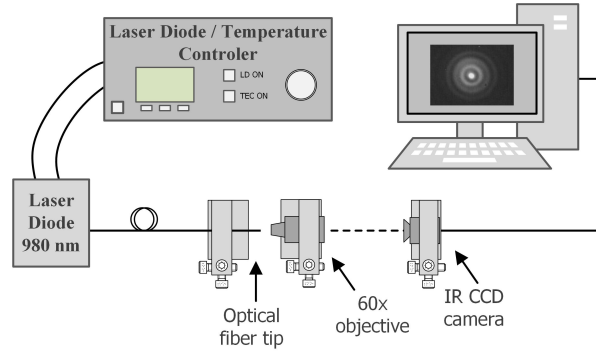 Laser Diode / Temperature
Controler
LD ON
TEC ON
Laser
Diode
980 nm
Optical
fiber tip
60x
objective
IR CCD
camera